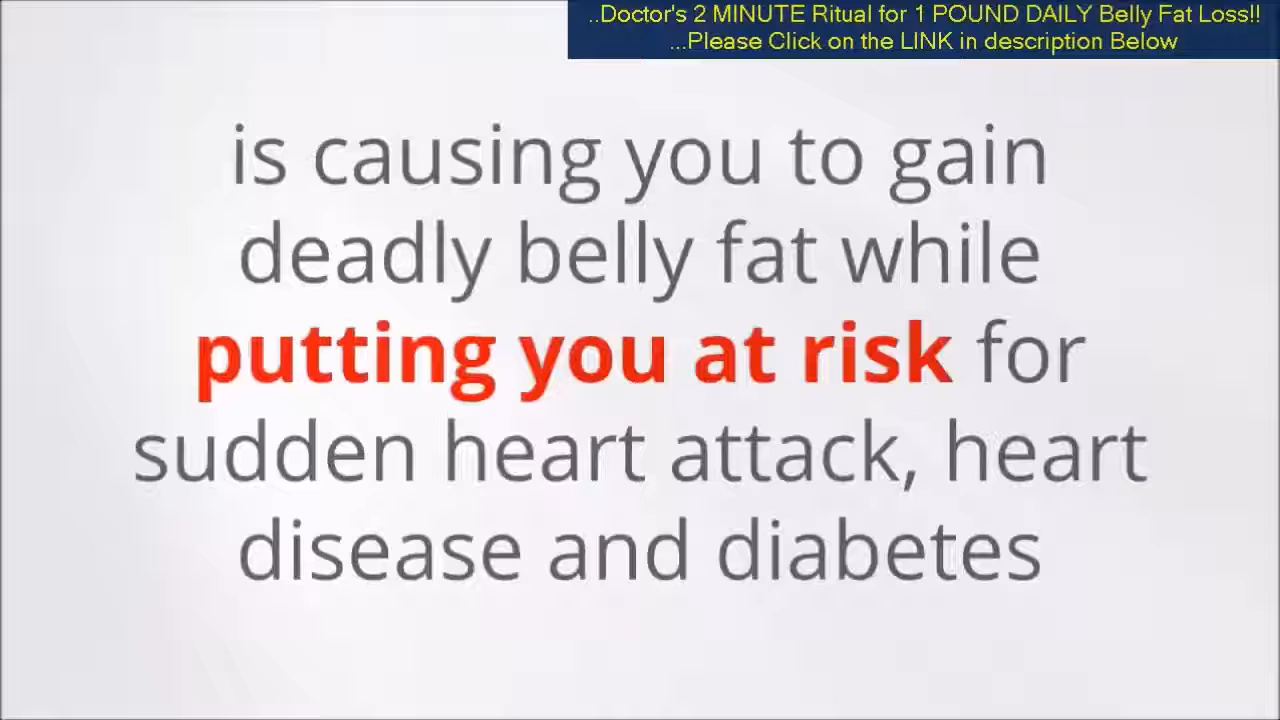 ..Doctor's 2 MINUTE Ritual for 1 POUND DAILY Belly Fat Loss!!
...Please Click on the LINK in description Below
is causing you to gain
deadly belly fat while
putting you at risk for
sudden heart attack, heart
disease and diabetes